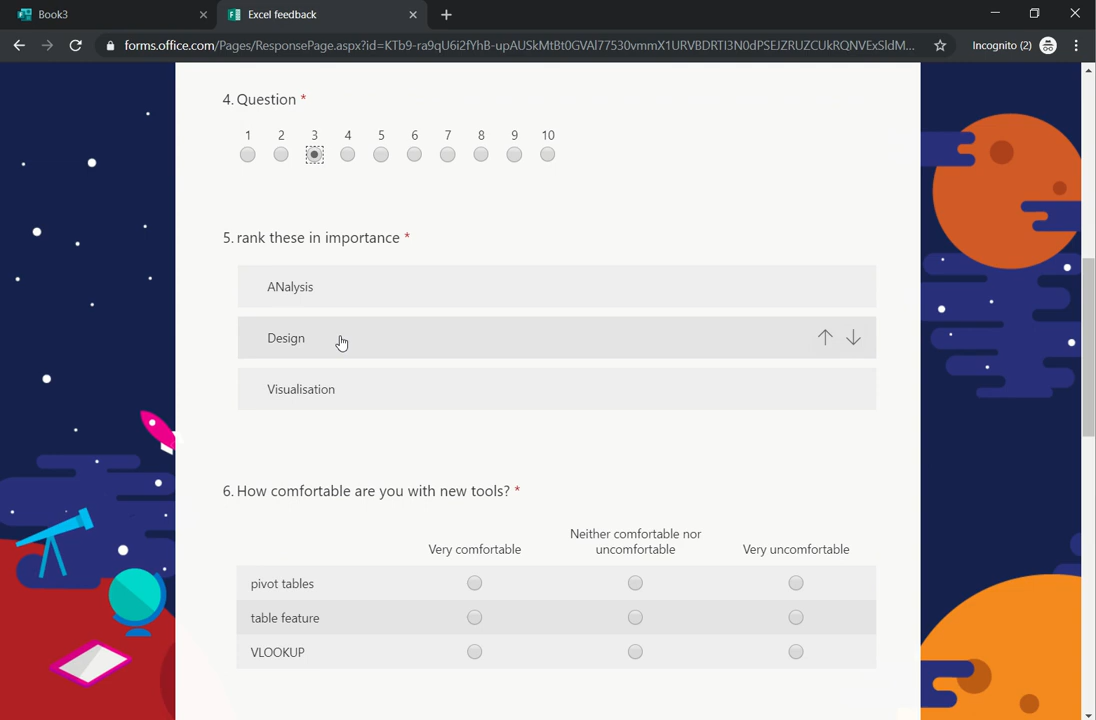 Book3
Excel feedback
forms.office.com/Pages/ResponsePage.aspx?id=KTb9-ra9qU6i2fYhB-upAUSkMtBt0GVAl77530vmmX1URVBDRTI3N0dPSEJZRUZCUkRQNVExSldM...
Incognito (2)
4. Question *
1 2 3 4 5 6 7 8 9 10
5. rank these in importance *
ANalysis
Design
Visualisation
6. How comfortable are you with new tools? *
Very comfortable
Neither comfortable nor
uncomfortable
Very uncomfortable
pivot tables
table feature
VLOOKUP